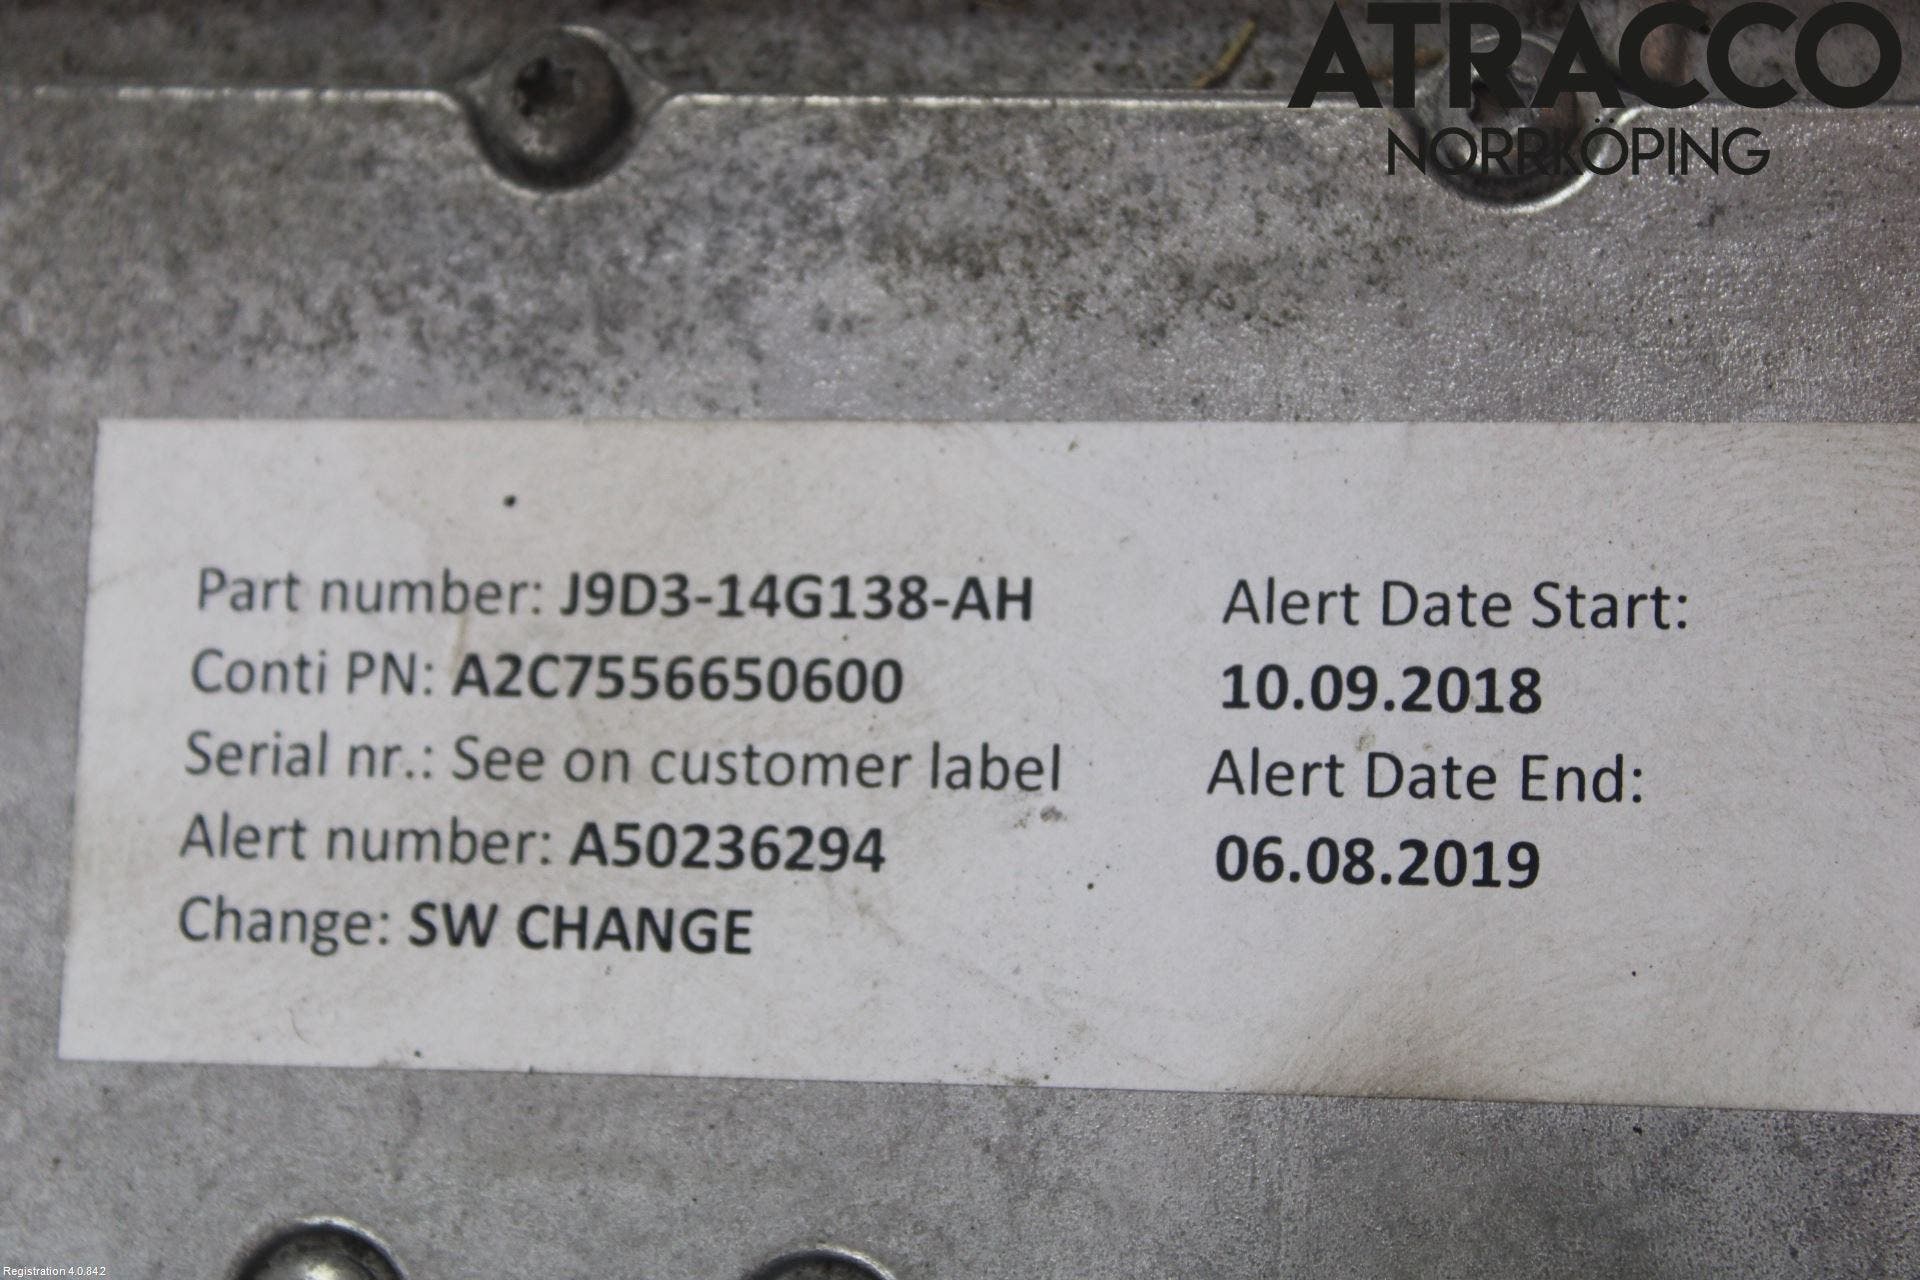 ATRACCO
NORRKÖPING
Part number: J9D3-14G138-AH
Conti PN: A2C7556650600
Serial nr.: See on customer label
Alert number: A50236294
Change: SW CHANGE
Alert Date Start:
10.09.2018
Alert Date End:
06.08.2019
Registration 4.0.842